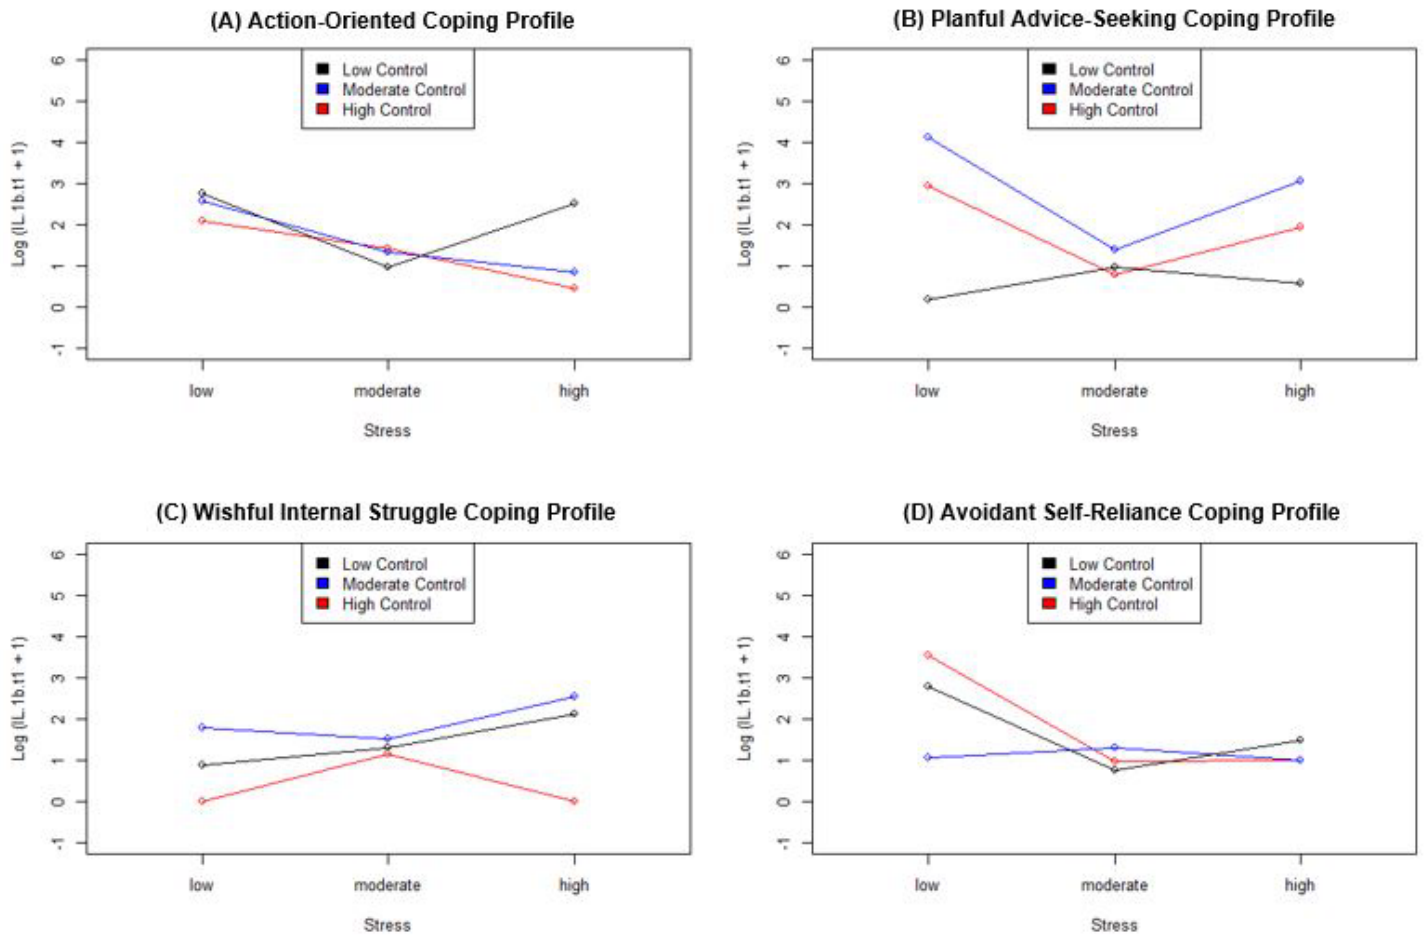 (A) Action-Oriented Coping Profile
Low Control
Moderate Control
High Control
6
5
4
3
2
1
0
-1
Log (IL.1b.t1 + 1)
low moderate high
Stress
(B) Planful Advice-Seeking Coping Profile
Low Control
Moderate Control
High Control
6
5
4
3
2
1
0
-1
Log (IL.1b.t1 + 1)
low moderate high
Stress
(C) Wishful Internal Struggle Coping Profile
Low Control
Moderate Control
High Control
6
5
4
3
2
1
0
-1
Log (IL.1b.t1 + 1)
low moderate high
Stress
(D) Avoidant Self-Reliance Coping Profile
Low Control
Moderate Control
High Control
6
5
4
3
2
1
0
-1
Log (IL.1b.t1 + 1)
low moderate high
Stress